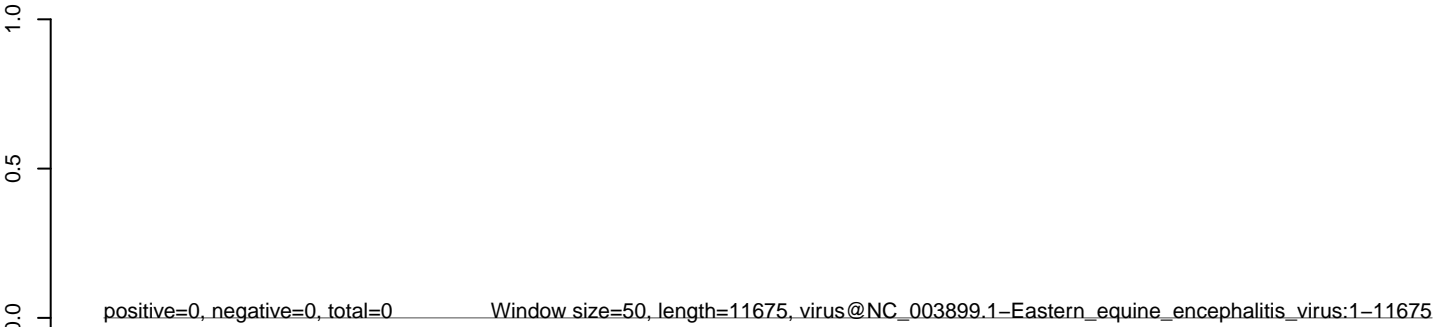 1.0
0.5
0.0
positive=0, negative=0, total=0
Window size=50, length=11675, virus@NC_003899.1−Eastern_equine_encephalitis_virus:1−11675